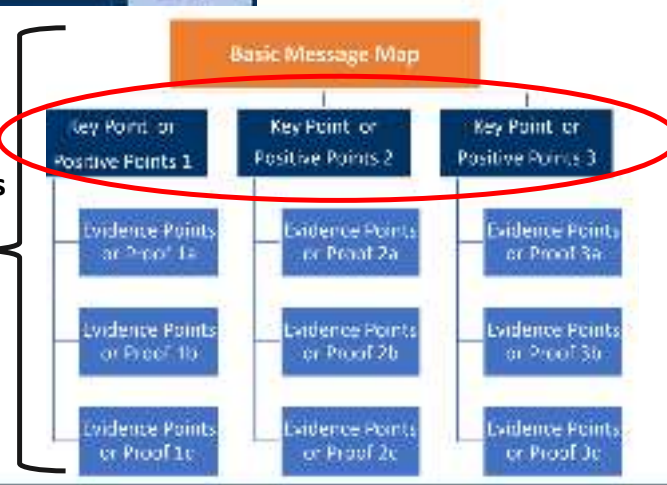 Basic Message Map
Key Point or
Positive Points 1
Key Point or
Positive Points 2
Key Point or
Positive Points 3
s
Evidence Points
or Proof 1a
Evidence Points
or Proof 2a
Evidence Points
or Proof 3a
Evidence Points
or Proof 1b
Evidence Points
or Proof 2b
Evidence Points
or Proof 3b
Evidence Points
or Proof 1c
Evidence Points
or Proof 2c
Evidence Points
or Proof 3c